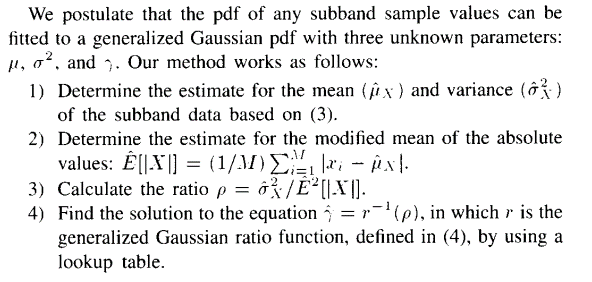 We postulate that the pdf of any subband sample values can be
fitted to a generalized Gaussian pdf with three unknown parameters:
μ, σ², and γ. Our method works as follows:
1) Determine the estimate for the mean (μ̂_X) and variance (σ̂²_X)
of the subband data based on (3).
2) Determine the estimate for the modified mean of the absolute
values: Ê[|X|] = (1/M) ∑_{i=1}^{M} |x_i − μ̂_X|.
3) Calculate the ratio ρ = σ̂²_X/Ê²[|X|].
4) Find the solution to the equation γ̂ = r⁻¹(ρ), in which r is the
generalized Gaussian ratio function, defined in (4), by using a
lookup table.